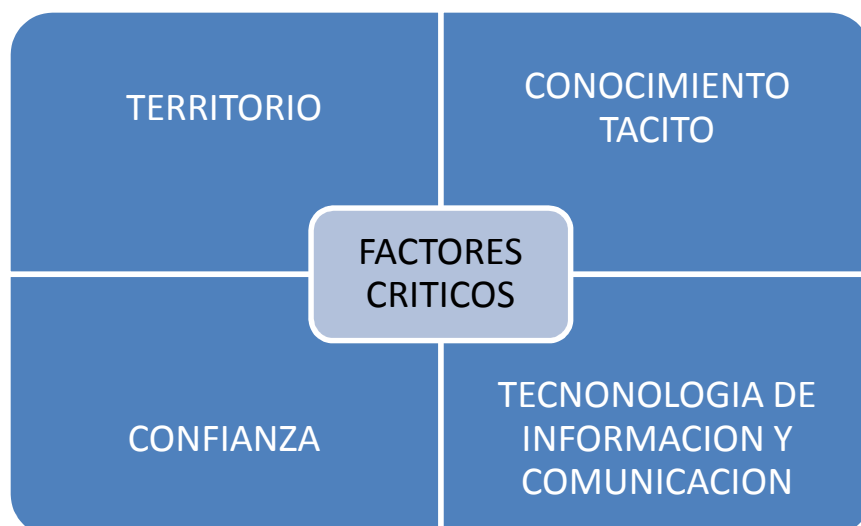 TERRITORIO
CONOCIMIENTO
TACITO
FACTORES
CRITICOS
CONFIANZA
TECNONOLOGIA DE
INFORMACION Y
COMUNICACION